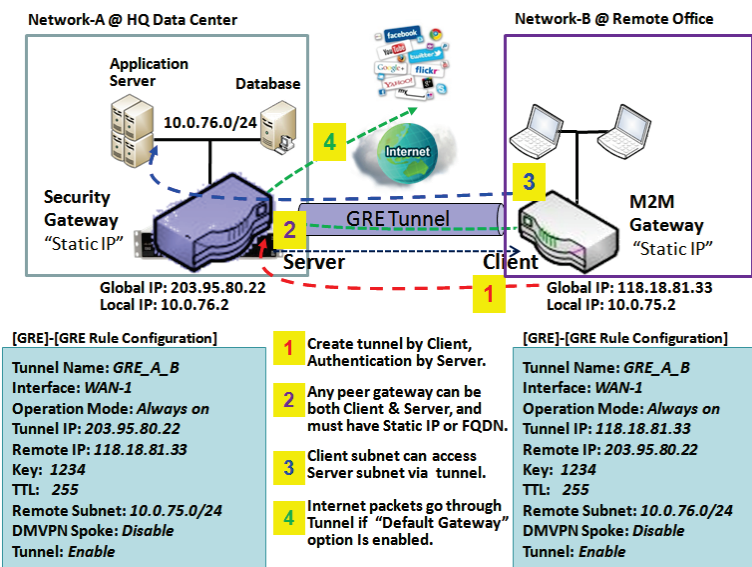 Network-A @ HQ Data Center
Network-B @ Remote Office
Application
Server
Database
10.0.76.0/24
facebook
You Tube
twitter
Google+
flickr
YAHOO!
my
Internet
4
3
Security
Gateway
"Static IP"
GRE Tunnel
2
M2M
Gateway
"Static IP"
Server
Client
1
Global IP: 203.95.80.22
Local IP: 10.0.76.2
Global IP: 118.18.81.33
Local IP: 10.0.75.2
[GRE]-[GRE Rule Configuration]
Tunnel Name: GRE_A_B
Interface: WAN-1
Operation Mode: Always on
Tunnel IP: 203.95.80.22
Remote IP: 118.18.81.33
Key: 1234
TTL: 255
Remote Subnet: 10.0.75.0/24
DMVPN Spoke: Disable
Tunnel: Enable
1
Create tunnel by Client,
Authentication by Server.
2
Any peer gateway can be
both Client & Server, and
must have Static IP or FQDN.
3
Client subnet can access
Server subnet via tunnel.
4
Internet packets go through
Tunnel if "Default Gateway"
option Is enabled.
[GRE]-[GRE Rule Configuration]
Tunnel Name: GRE_A_B
Interface: WAN-1
Operation Mode: Always on
Tunnel IP: 118.18.81.33
Remote IP: 203.95.80.22
Key: 1234
TTL: 255
Remote Subnet: 10.0.76.0/24
DMVPN Spoke: Disable
Tunnel: Enable